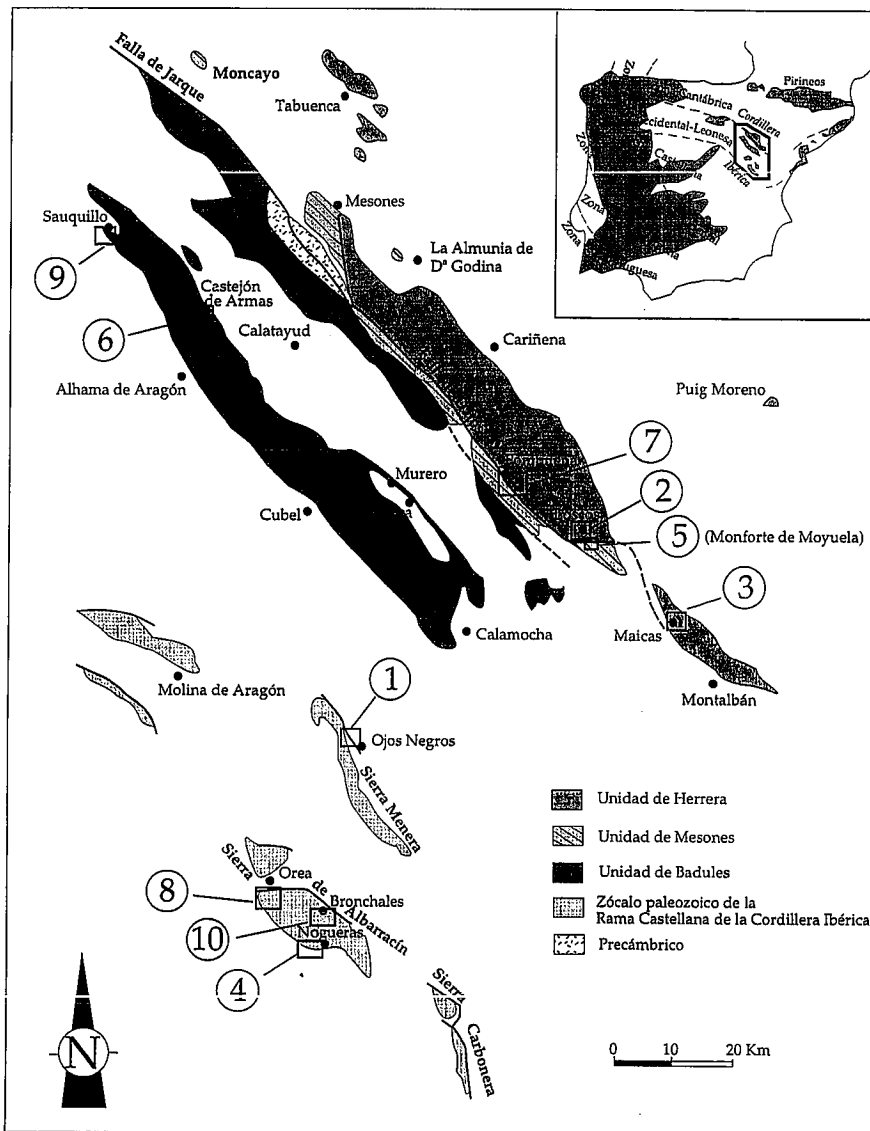 Falla de Jarque
Moncayo
Tabuenca
Mesones
La Almunia de
Dª Godina
Sauquillo
9
Castejón
de Armas
6
Calatayud
Cariñena
Alhama de Aragón
Puig Moreno
Murero
7
2
Cubel
5 (Monforte de Moyuela)
3
Calamocha
Maicas
Montalbán
Molina de Aragón
1
Ojos Negros
Sierra Menera
Sierra
de Albarracín
Orea
8
Bronchales
10
Nogueras
4
Sierra
Carbonera
N
Pirineos
Cantábrica
Cordillera
Ibérica
Zona
Zona
Zona
Unidad de Herrera
Unidad de Mesones
Unidad de Badules
Zócalo paleozoico de la
Rama Castellana de la Cordillera Ibérica
Precámbrico
0 10 20 Km